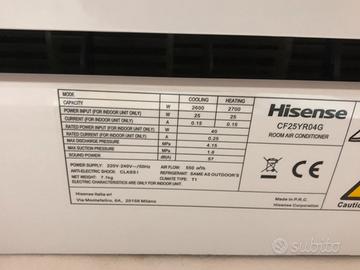 MODE COOLING HEATING
CAPACITY W 2600 2700
POWER INPUT (FOR INDOOR UNIT ONLY) W 25 25
CURRENT (FOR INDOOR UNIT ONLY) A 0.15 0.15
RATED POWER INPUT (FOR INDOOR UNIT ONLY) W 40
RATED CURRENT (FOR INDOOR UNIT ONLY) A 0.25
MAX DISCHARGE PRESSURE MPa 4.15
MAX SUCTION PRESSURE MPa 1.0
SOUND POWER dB(A) 57
POWER SUPPLY: 220V-240V~/50Hz AIR FLOW: 550 m³/h
ANTI-ELECTRIC SHOCK: CLASS I REFRIGERANT: SAME AS OUTDOOR'S
NET WEIGHT: 7.1kg CLIMATE TYPE: T1
ELECTRIC CHARACTERISTICS ARE ONLY FOR INDOOR UNIT.
Hisense Italia srl
Via Montefeltro, 6A, 20156 Milano
Hisense
CF25YR04G
ROOM AIR CONDITIONER
CE
MADE IN P.R.C.
subito